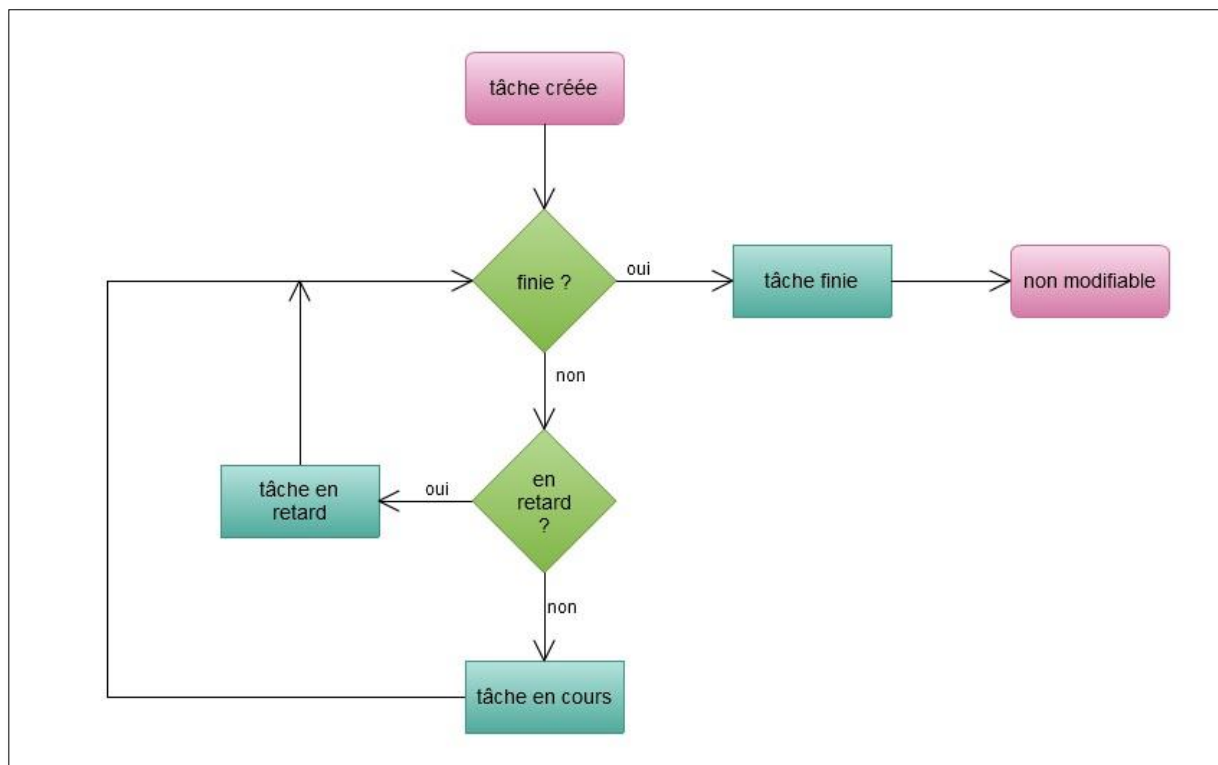 tâche créée
finie ?
oui
tâche finie
non modifiable
non
tâche en
retard
oui
en
retard
?
non
tâche en cours